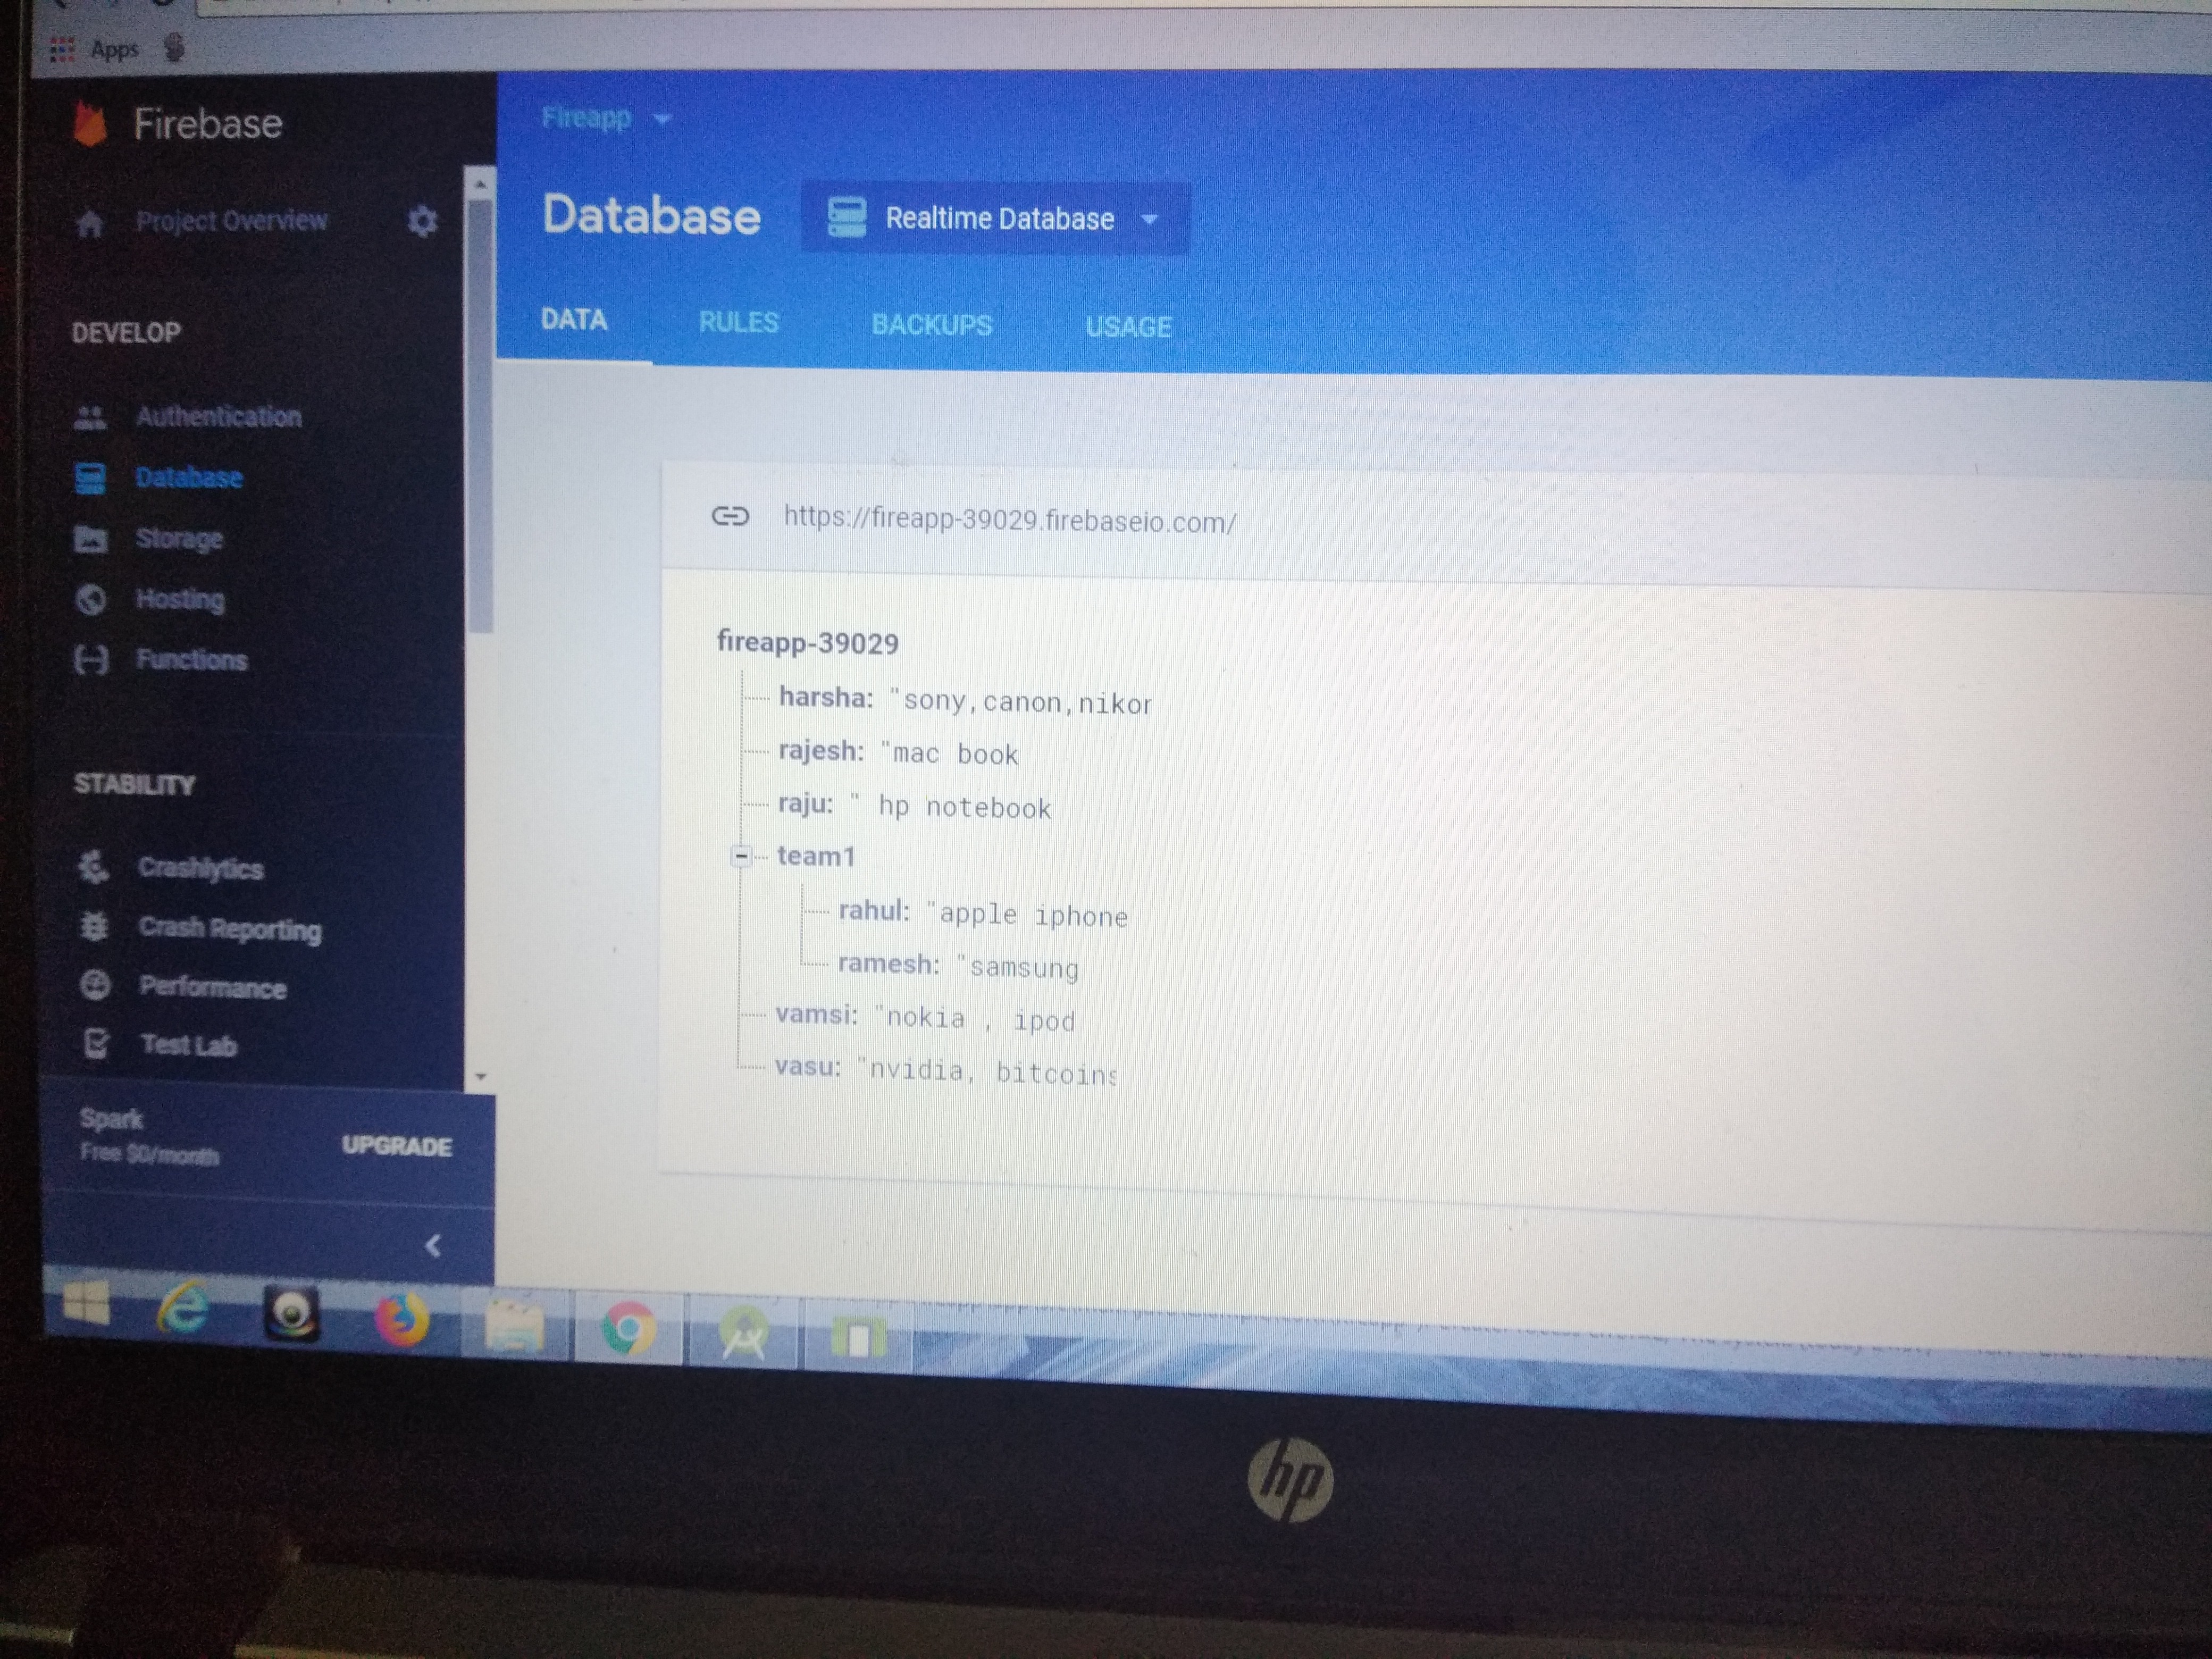 Apps
Firebase
Project Overview
DEVELOP
Authentication
Database
Storage
Hosting
Functions
STABILITY
Crashlytics
Crash Reporting
Performance
Test Lab
Spark
Free $0/month
UPGRADE
Fireapp
Database
Realtime Database
DATA RULES BACKUPS USAGE
https://fireapp-39029.firebaseio.com/
fireapp-39029
harsha: "sony,canon,nikor
rajesh: "mac book
raju: " hp notebook
team1
rahul: "apple iphone
ramesh: "samsung
vamsi: "nokia , ipod
vasu: "nvidia, bitcoins
hp